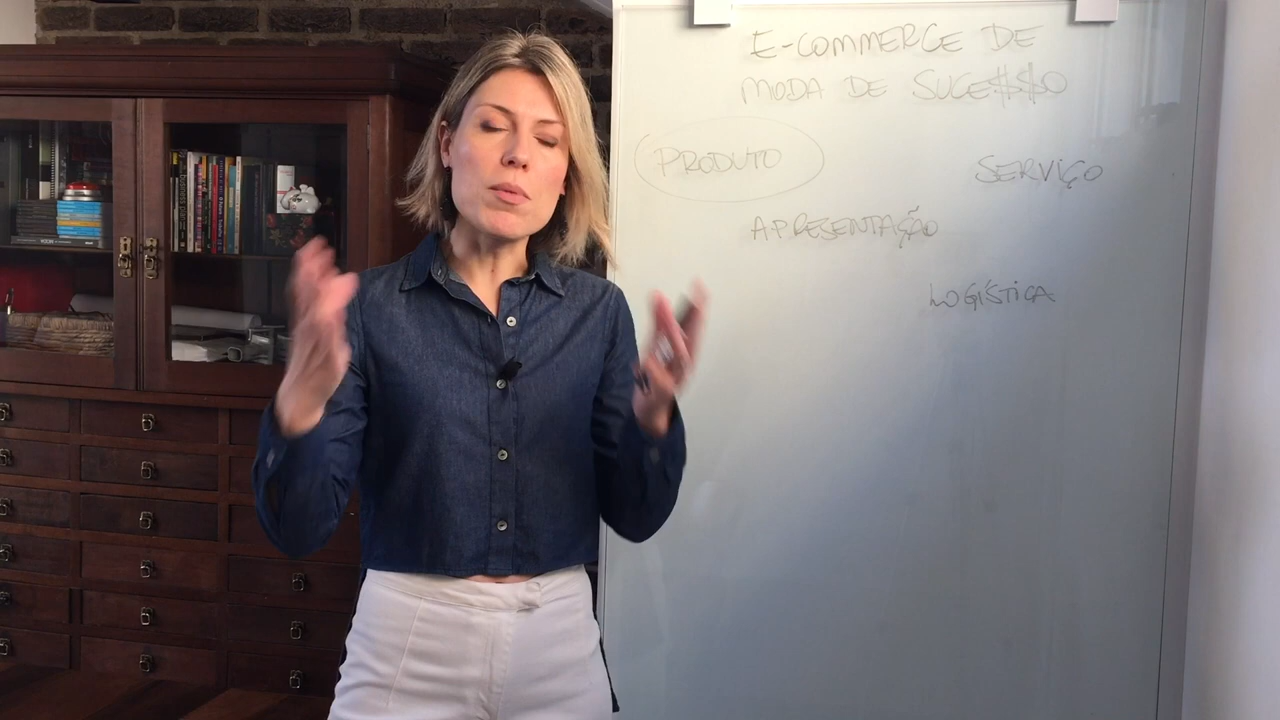 E-COMMERCE DE
MODA DE SUCE$$O
PRODUTO
SERVIÇO
APRESENTAÇÃO
LOGÍSTICA